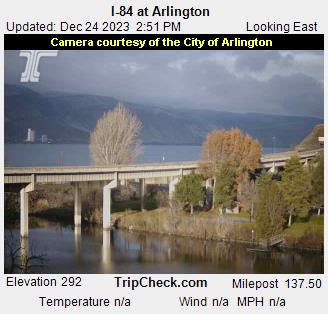 I-84 at Arlington
Updated: Dec 24 2023 2:51 PM Looking East
Camera courtesy of the City of Arlington
Elevation 292 TripCheck.com Milepost 137.50
Temperature n/a Wind n/a MPH n/a